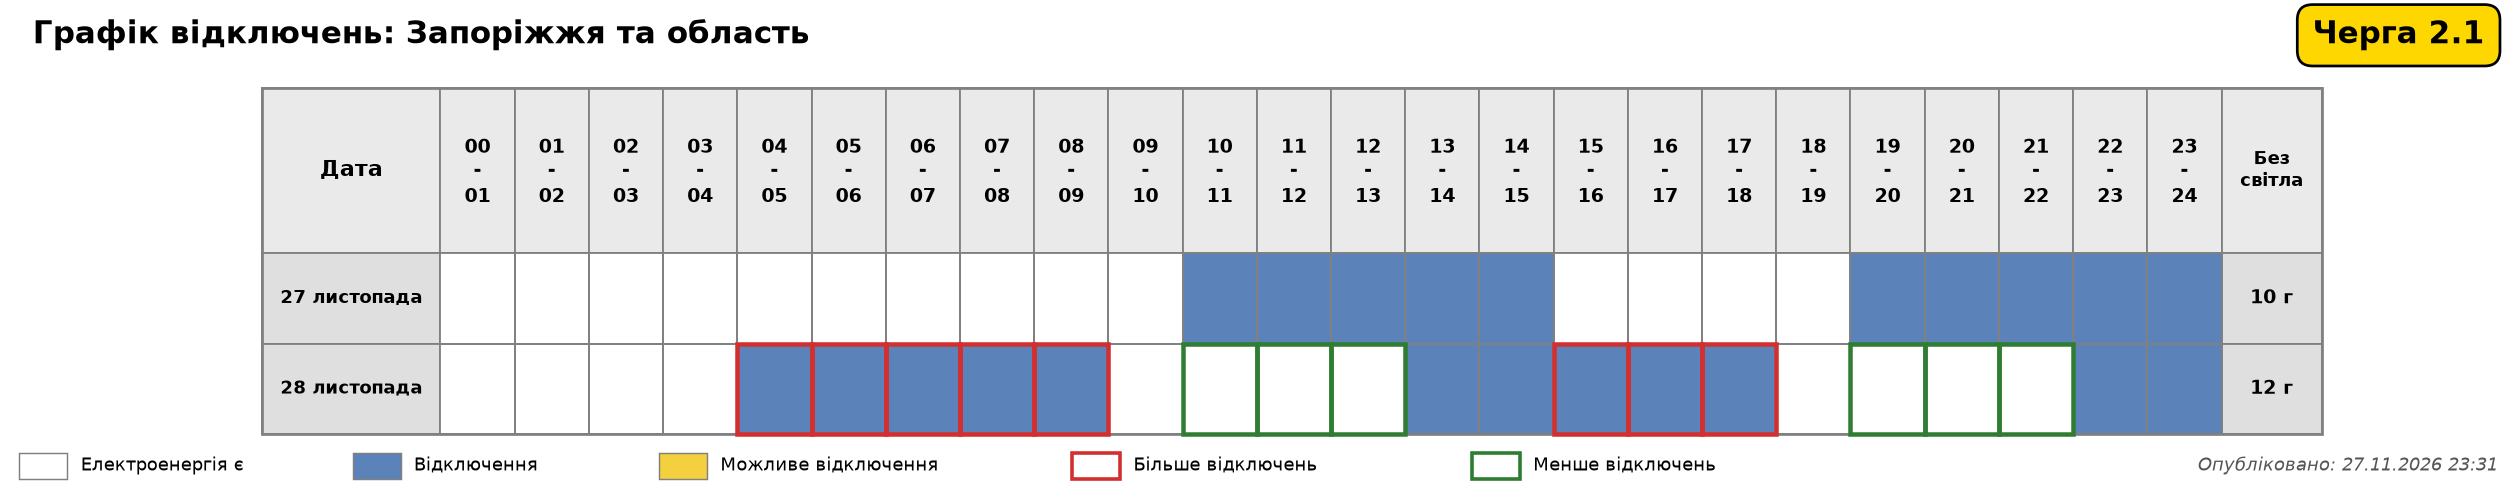 Графік відключень: Запоріжжя та область
Черга 2.1
Дата
00 - 01
01 - 02
02 - 03
03 - 04
04 - 05
05 - 06
06 - 07
07 - 08
08 - 09
09 - 10
10 - 11
11 - 12
12 - 13
13 - 14
14 - 15
15 - 16
16 - 17
17 - 18
18 - 19
19 - 20
20 - 21
21 - 22
22 - 23
23 - 24
Без
світла
27 листопада
10 г
28 листопада
12 г
Електроенергія є
Відключення
Можливе відключення
Більше відключень
Менше відключень
Опубліковано: 27.11.2026 23:31